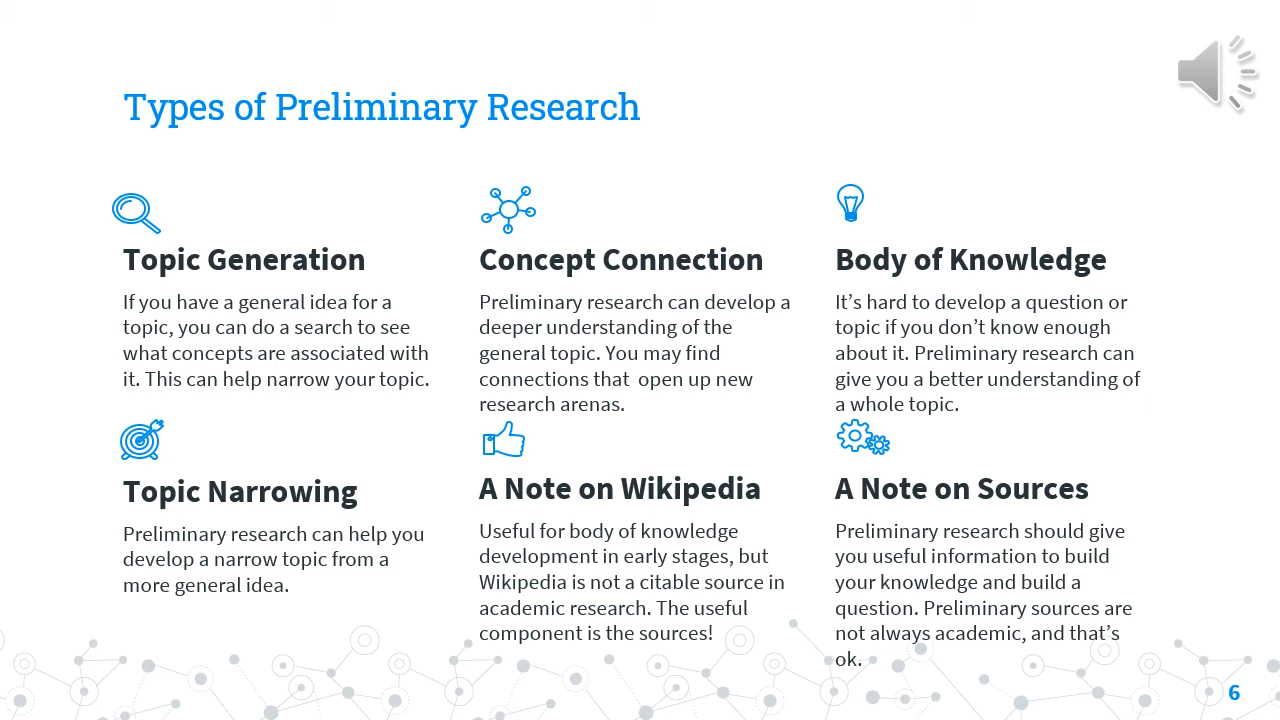 Types of Preliminary Research
Topic Generation
If you have a general idea for a
topic, you can do a search to see
what concepts are associated with
it. This can help narrow your topic.
Concept Connection
Preliminary research can develop a
deeper understanding of the
general topic. You may find
connections that  open up new
research arenas.
Body of Knowledge
It’s hard to develop a question or
topic if you don’t know enough
about it. Preliminary research can
give you a better understanding of
a whole topic.
Topic Narrowing
Preliminary research can help you
develop a narrow topic from a
more general idea.
A Note on Wikipedia
Useful for body of knowledge
development in early stages, but
Wikipedia is not a citable source in
academic research. The useful
component is the sources!
A Note on Sources
Preliminary research should give
you useful information to build
your knowledge and build a
question. Preliminary sources are
not always academic, and that’s
ok.
6